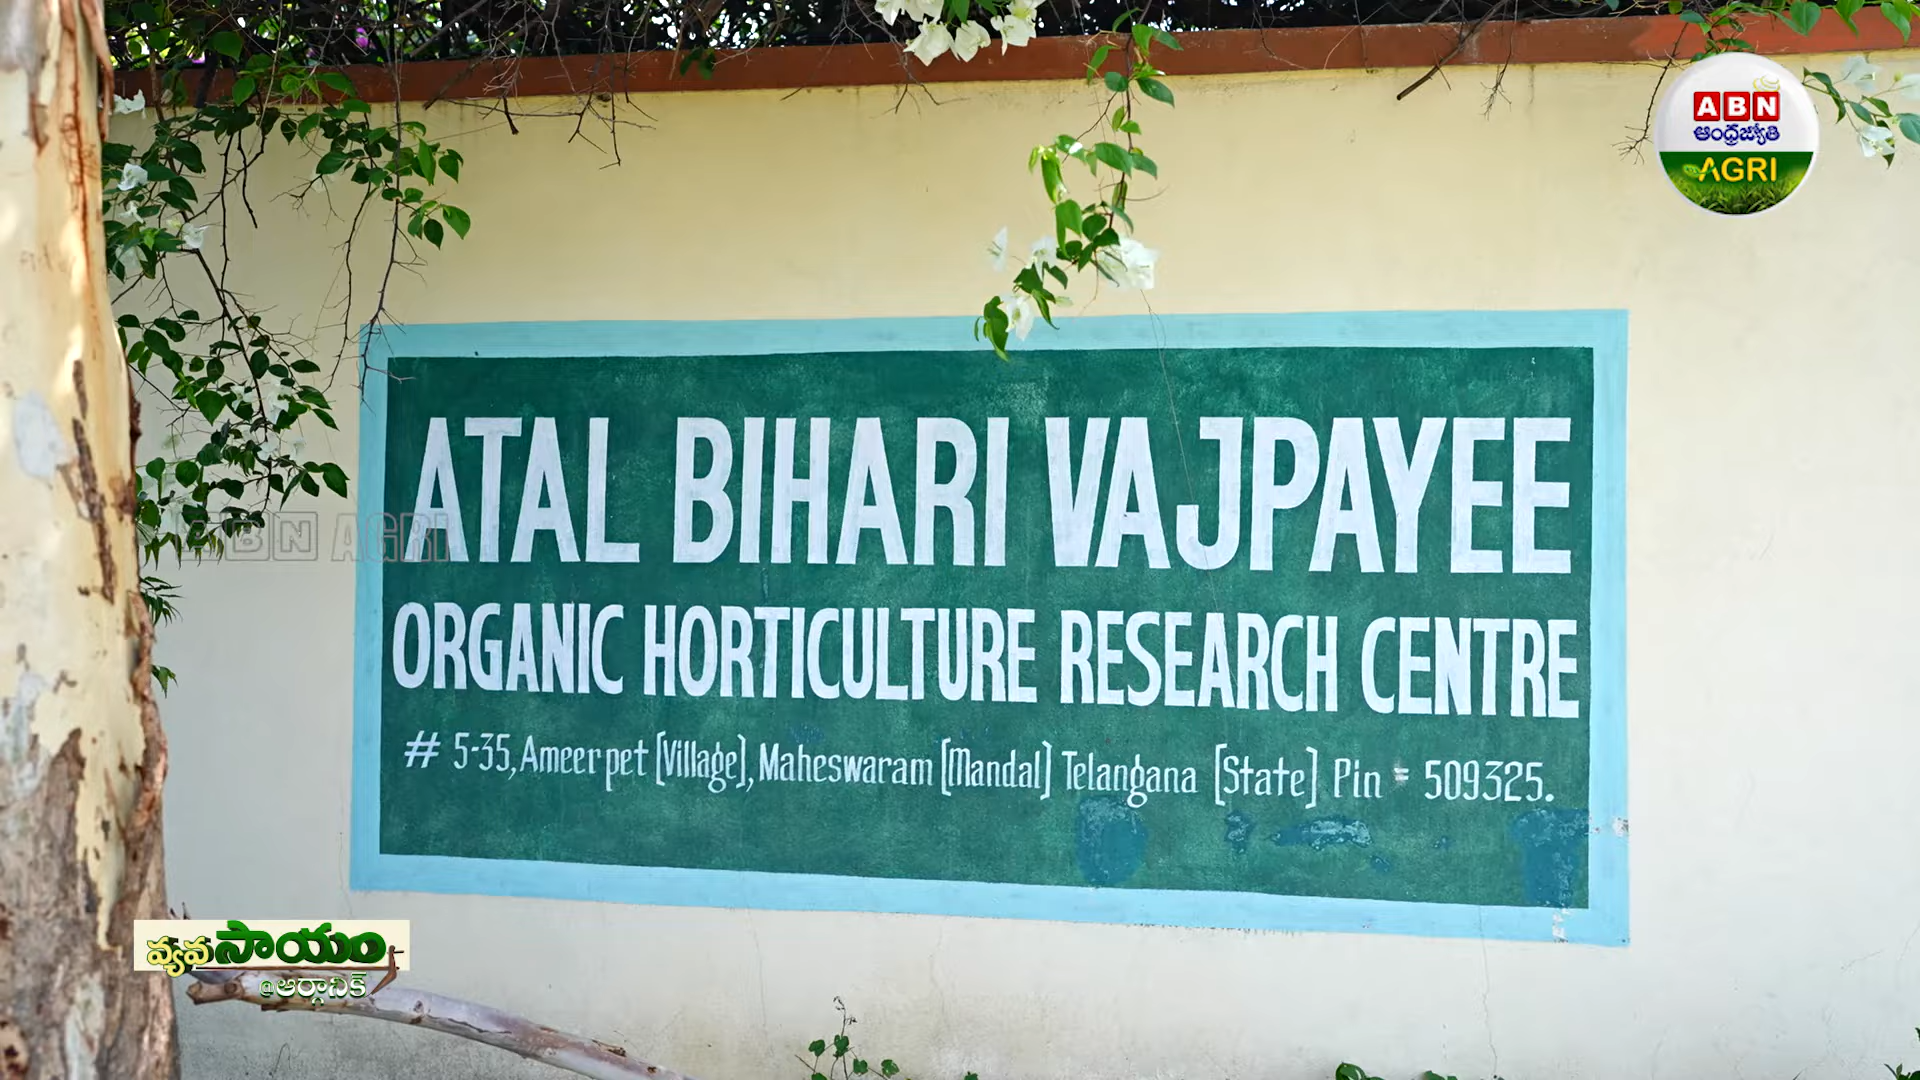 ABN
ఆంధ్రజ్యోతి
AGRI
ATAL BIHARI VAJPAYEE
ABN AGRI
ORGANIC HORTICULTURE RESEARCH CENTRE
# 5-35, Ameerpet [Village], Maheswaram [Mandal] Telangana [State] Pin = 509325.
వ్యవసాయం
@ఆర్గానిక్